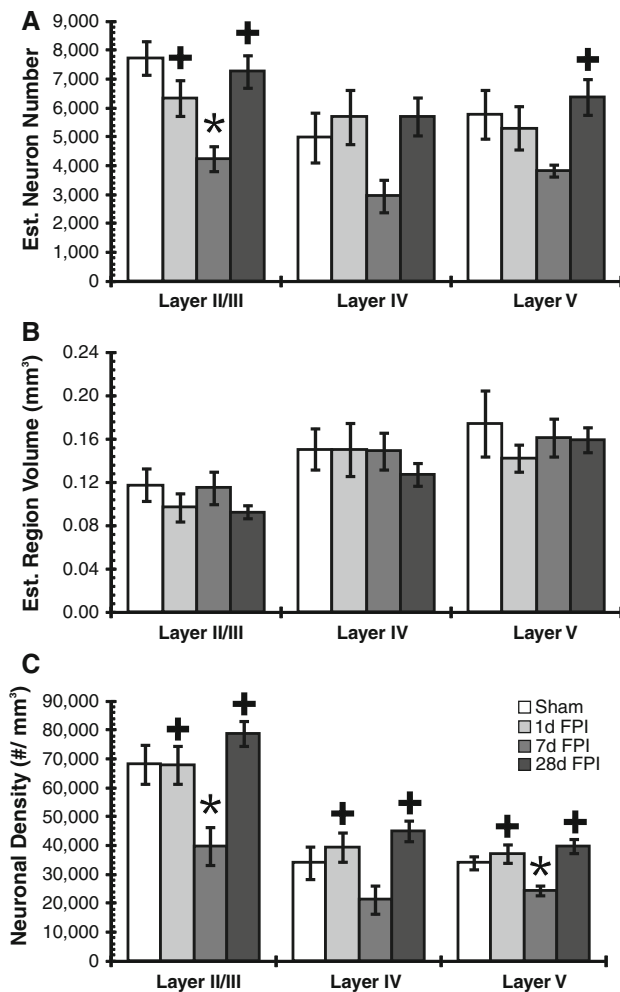 A
Est. Neuron Number
9,000
8,000
7,000
6,000
5,000
4,000
3,000
2,000
1,000
0
+ * +
+
Layer II/III Layer IV Layer V
B
Est. Region Volume (mm³)
0.24
0.20
0.16
0.12
0.08
0.04
0.00
Layer II/III Layer IV Layer V
C
Neuronal Density (#/ mm³)
90,000
80,000
70,000
60,000
50,000
40,000
30,000
20,000
10,000
0
+ * +
+ +
+ * +
Sham
1d FPI
7d FPI
28d FPI
Layer II/III Layer IV Layer V